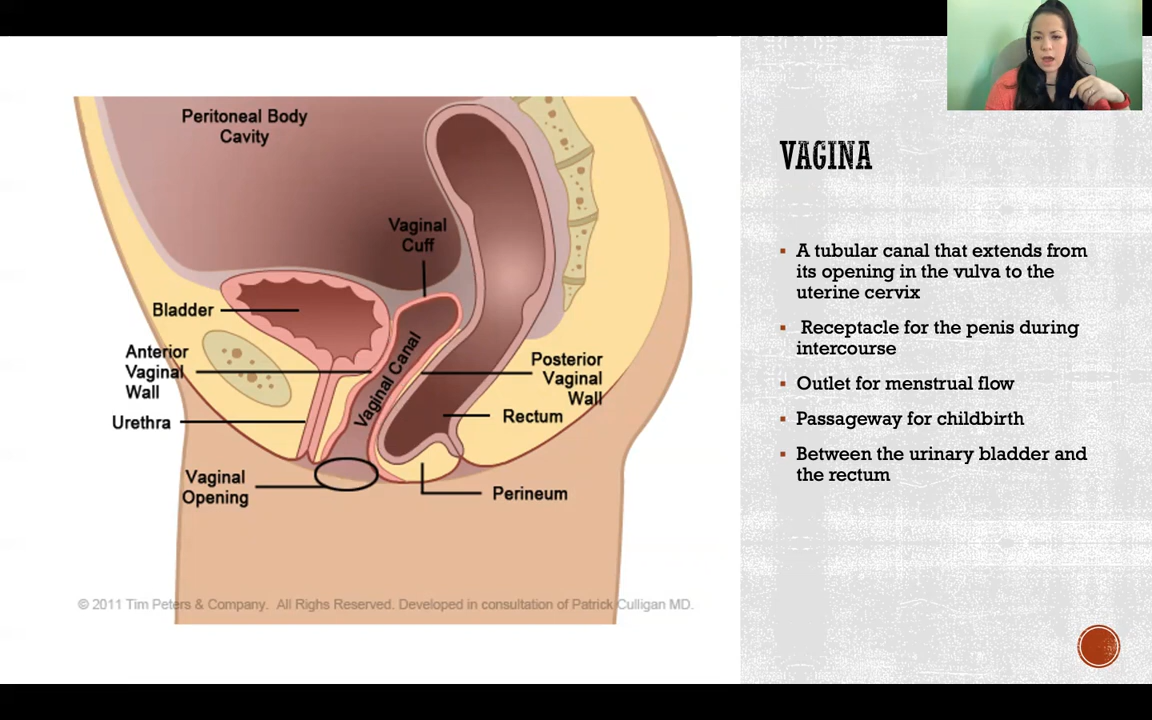 Peritoneal Body
Cavity
Vaginal
Cuff
Bladder
Anterior
Vaginal
Wall
Vaginal Canal
Posterior
Vaginal
Wall
Urethra
Rectum
Vaginal
Opening
Perineum
© 2011 Tim Peters & Company. All Righs Reserved. Developed in consultation of Patrick Culligan MD.
VAGINA
▪ A tubular canal that extends from
its opening in the vulva to the
uterine cervix
▪ Receptacle for the penis during
intercourse
▪ Outlet for menstrual flow
▪ Passageway for childbirth
▪ Between the urinary bladder and
the rectum